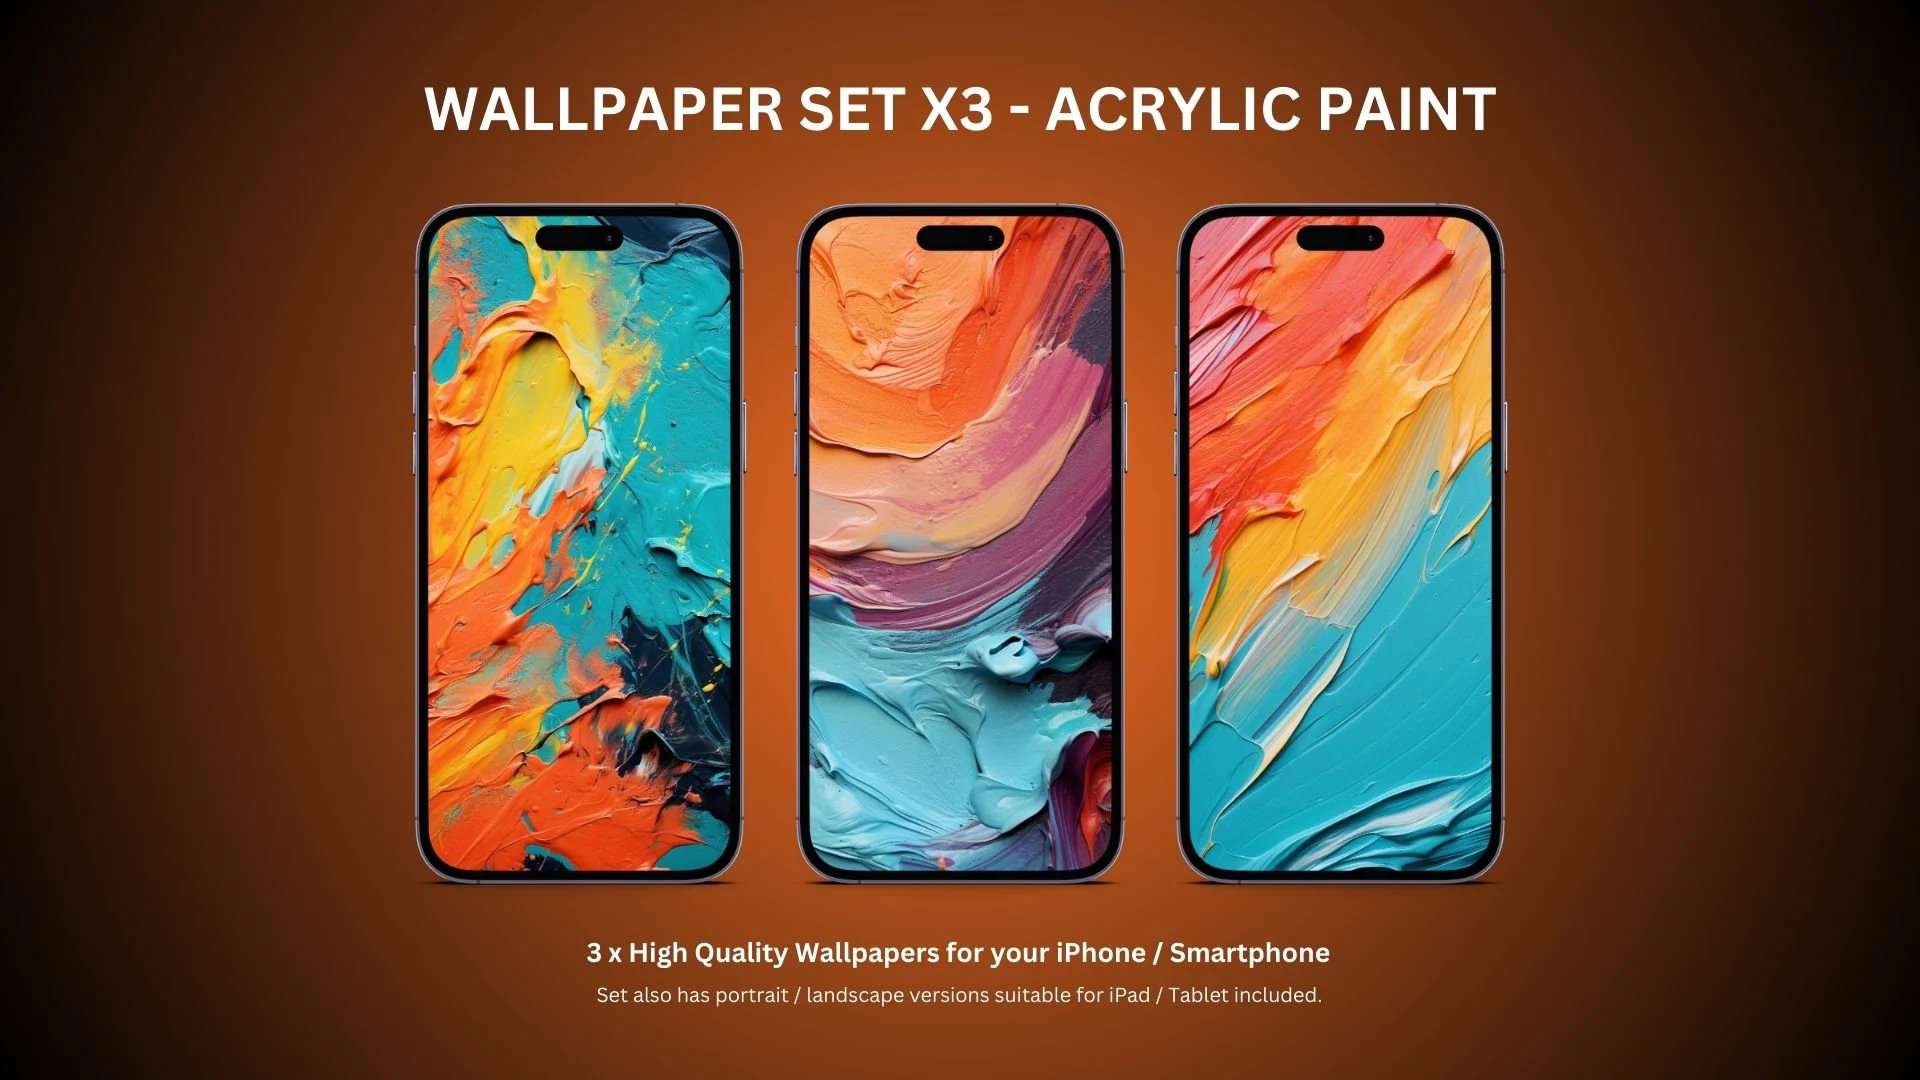 WALLPAPER SET X3 - ACRYLIC PAINT
3 x High Quality Wallpapers for your iPhone / Smartphone
Set also has portrait / landscape versions suitable for iPad / Tablet included.